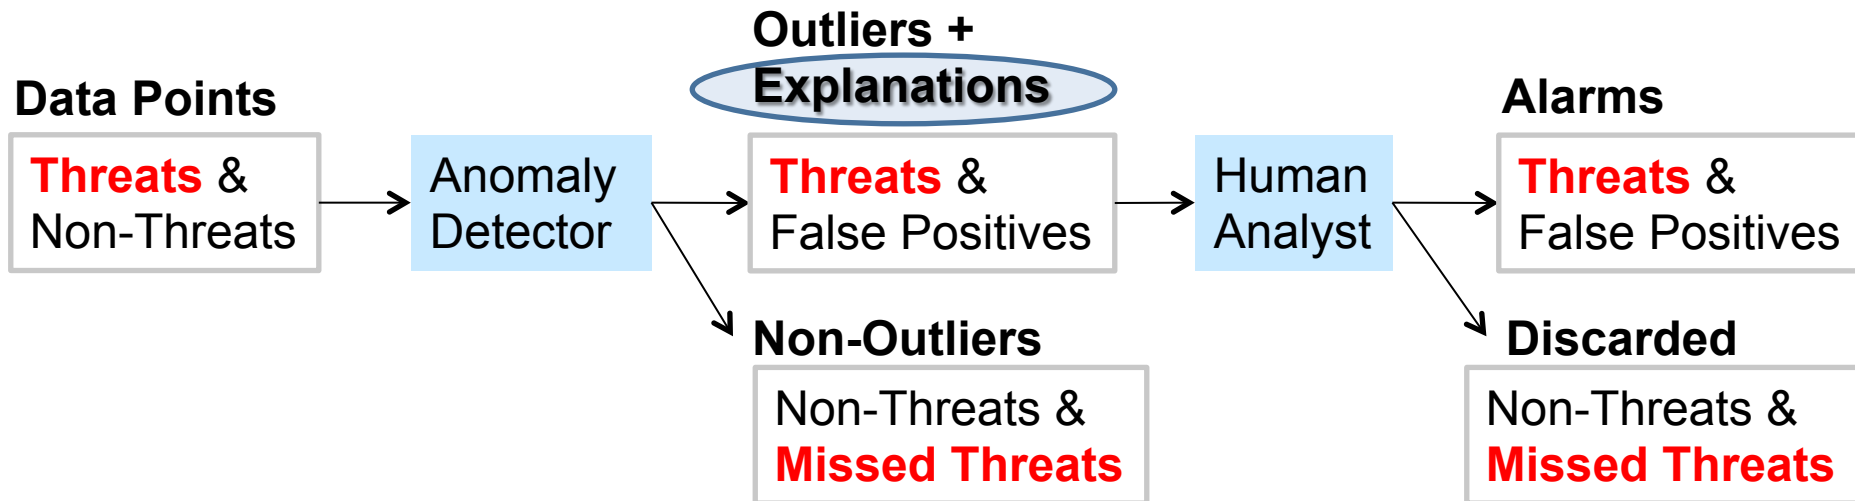 Data Points
Threats &
Non-Threats
Anomaly
Detector
Outliers +
Explanations
Threats &
False Positives
Non-Outliers
Non-Threats &
Missed Threats
Human
Analyst
Alarms
Threats &
False Positives
Discarded
Non-Threats &
Missed Threats